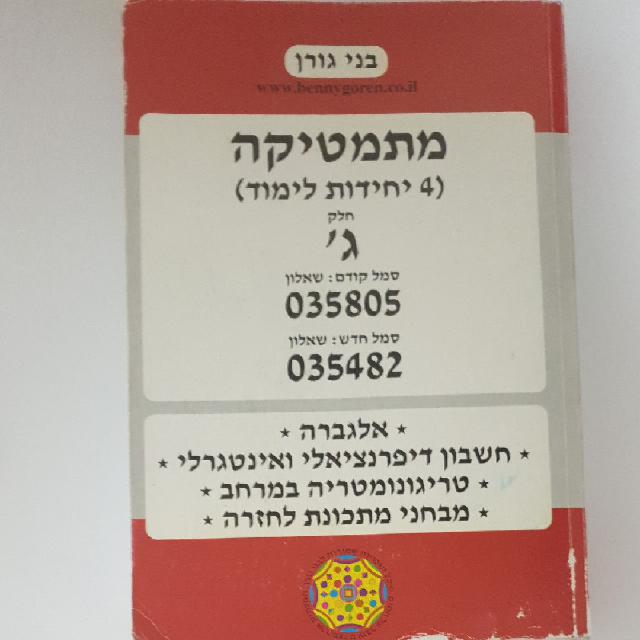 בני גורן
www.bennygoren.co.il
מתמטיקה
(4 יחידות לימוד)
חלק
ג'
סמל קודם: שאלון
035805
סמל חדש: שאלון
035482
* אלגברה *
* חשבון דיפרנציאלי ואינטגרלי *
* טריגונומטריה במרחב *
* מבחני מתכונת לחזרה *